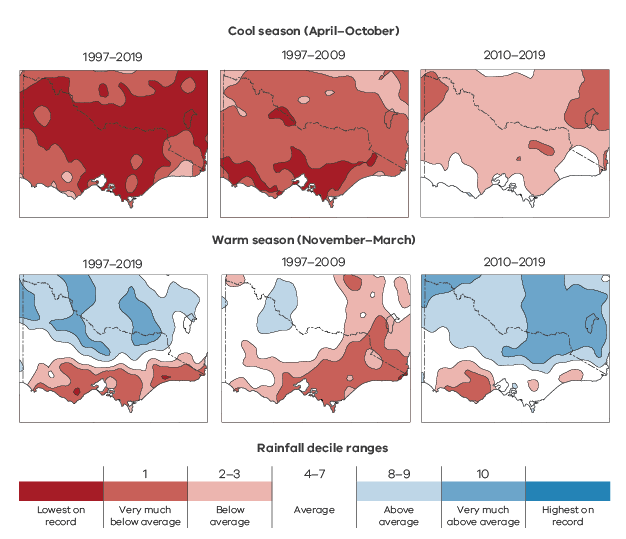 Cool season (April–October)
1997–2019 1997–2009 2010–2019
Warm season (November–March)
1997–2019 1997–2009 2010–2019
Rainfall decile ranges
1 2–3 4–7 8–9 10
Lowest on record
Very much below average
Below average
Average
Above average
Very much above average
Highest on record